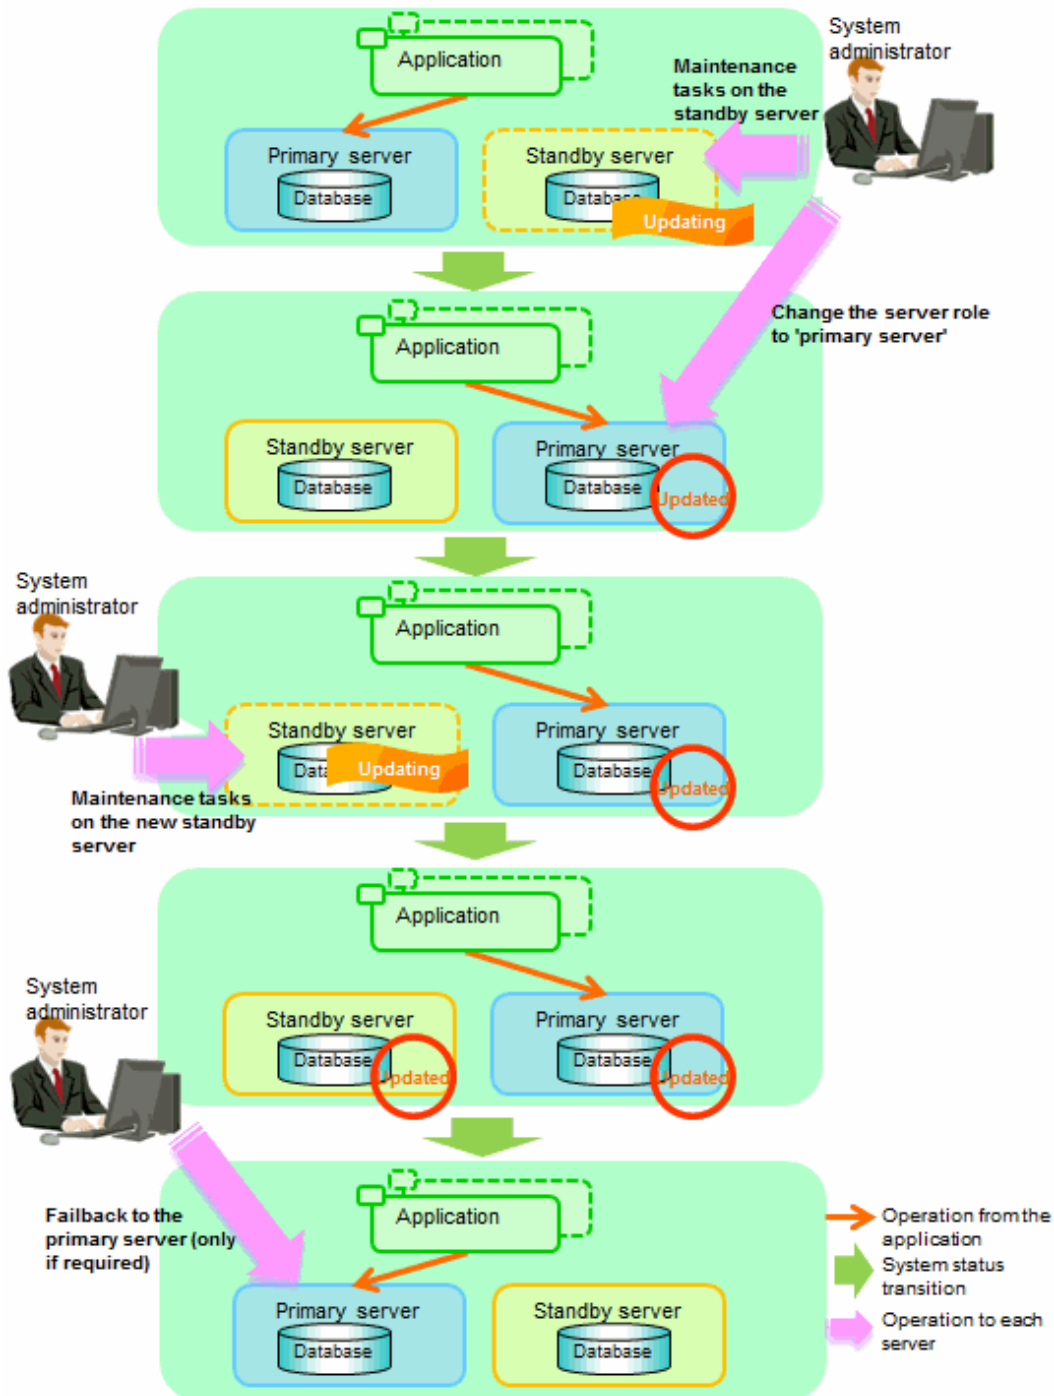 System
administrator
Application
Maintenance
tasks on the
standby server
Primary server
Database
Standby server
Database
Updating
Application
Change the server role
to 'primary server'
Standby server
Database
Primary server
Database
Updated
System
administrator
Application
Standby server
Updating
Primary server
Database
Updated
Maintenance tasks
on the new standby
server
Application
System
administrator
Standby server
Database
Updated
Primary server
Database
Updated
Application
Failback to the
primary server (only
if required)
Primary server
Database
Standby server
Database
Operation from the
application
System status
transition
Operation to each
server